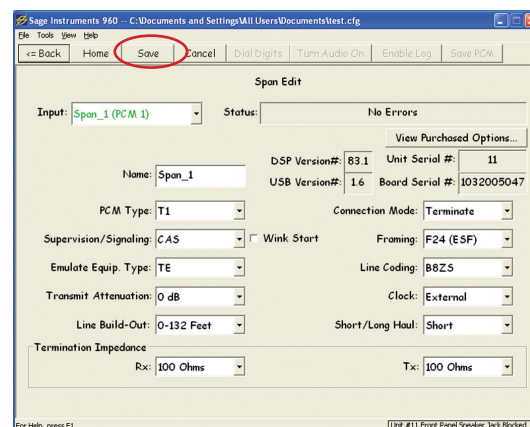 Sage Instruments 960 -- C:\Documents and Settings\All Users\Documents\test.cfg
File Tools View Help
<= Back Home Save Cancel Dial Digits Turn Audio On Enable Log Save PCM
Span Edit
Input: Span_1 (PCM 1) Status: No Errors
View Purchased Options...
DSP Version#: 83.1 Unit Serial #: 11
Name: Span_1
USB Version#: 1.6 Board Serial #: 1032005047
PCM Type: T1 Connection Mode: Terminate
Supervision/Signaling: CAS Wink Start Framing: F24 (ESF)
Emulate Equip. Type: TE Line Coding: B8ZS
Transmit Attenuation: 0 dB Clock: External
Line Build-Out: 0-132 Feet Short/Long Haul: Short
Termination Impedance
Rx: 100 Ohms Tx: 100 Ohms
For Help, press F1 Unit #11 Front Panel Speaker Jack Blocked